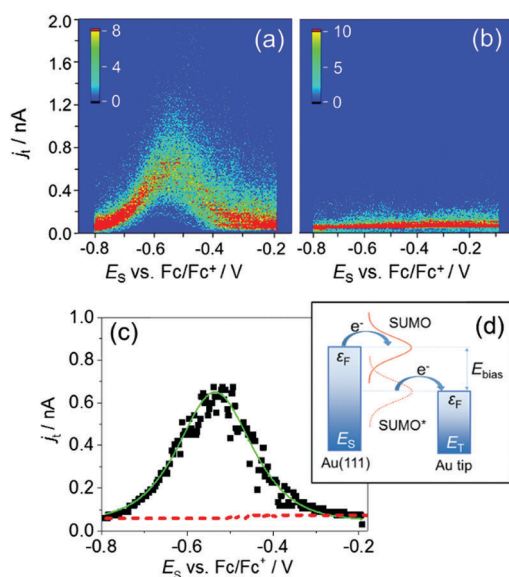 (a)
8
4
0
2.0
1.6
1.2
0.8
0.4
0.0
jt / nA
-0.8
-0.6
-0.4
-0.2
ES vs. Fc/Fc+ / V
(b)
10
5
0
-0.8
-0.6
-0.4
-0.2
ES vs. Fc/Fc+ / V
(c)
1.0
0.8
0.6
0.4
0.2
0.0
jt / nA
-0.8
-0.6
-0.4
-0.2
ES vs. Fc/Fc+ / V
(d)
SUMO
e-
εF
e-
Ebias
SUMO*
εF
ES
ET
Au(111)
Au tip